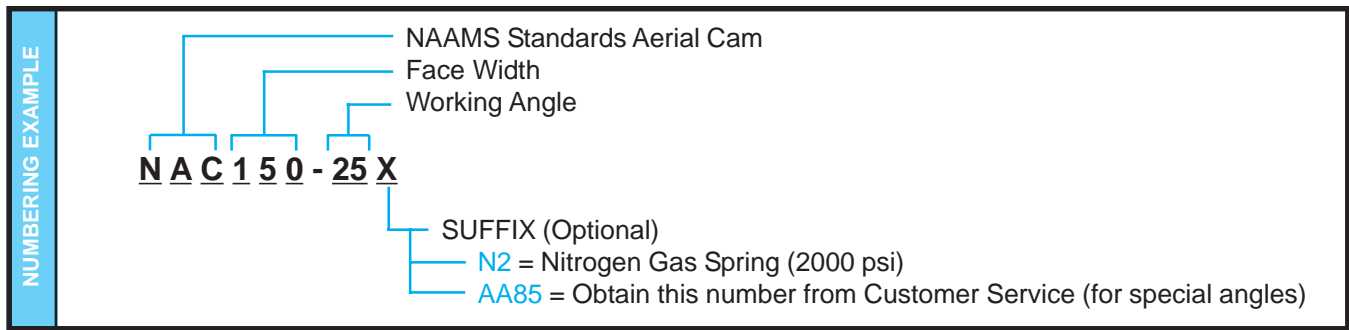 NUMBERING EXAMPLE
NAAMS Standards Aerial Cam
Face Width
Working Angle
N A C 1 5 0 - 25 X
SUFFIX (Optional)
N2 = Nitrogen Gas Spring (2000 psi)
AA85 = Obtain this number from Customer Service (for special angles)